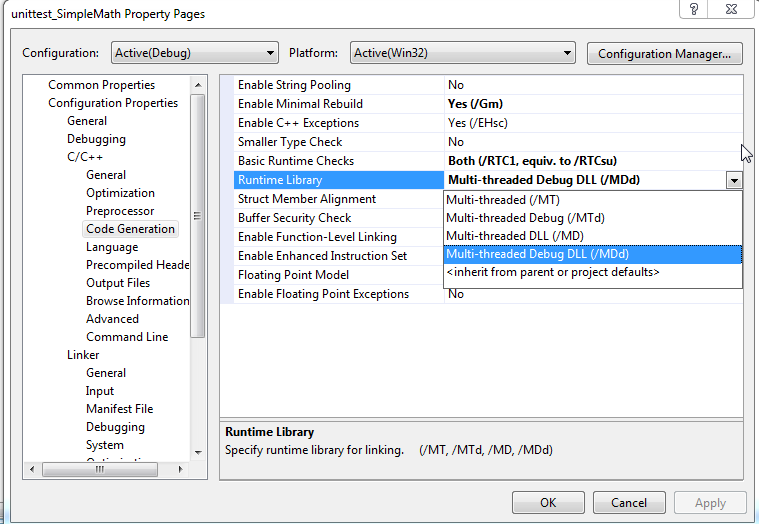 unittest_SimpleMath Property Pages
?
Configuration: Active(Debug) Platform: Active(Win32) Configuration Manager...
Common Properties
Configuration Properties
General
Debugging
C/C++
General
Optimization
Preprocessor
Code Generation
Language
Precompiled Heade
Output Files
Browse Information
Advanced
Command Line
Linker
General
Input
Manifest File
Debugging
System
Enable String Pooling No
Enable Minimal Rebuild Yes (/Gm)
Enable C++ Exceptions Yes (/EHsc)
Smaller Type Check No
Basic Runtime Checks Both (/RTC1, equiv. to /RTCsu)
Runtime Library Multi-threaded Debug DLL (/MDd)
Struct Member Alignment
Buffer Security Check
Enable Function-Level Linking
Enable Enhanced Instruction Set
Floating Point Model
Enable Floating Point Exceptions No
Multi-threaded (/MT)
Multi-threaded Debug (/MTd)
Multi-threaded DLL (/MD)
Multi-threaded Debug DLL (/MDd)
<inherit from parent or project defaults>
Runtime Library
Specify runtime library for linking. (/MT, /MTd, /MD, /MDd)
OK Cancel Apply